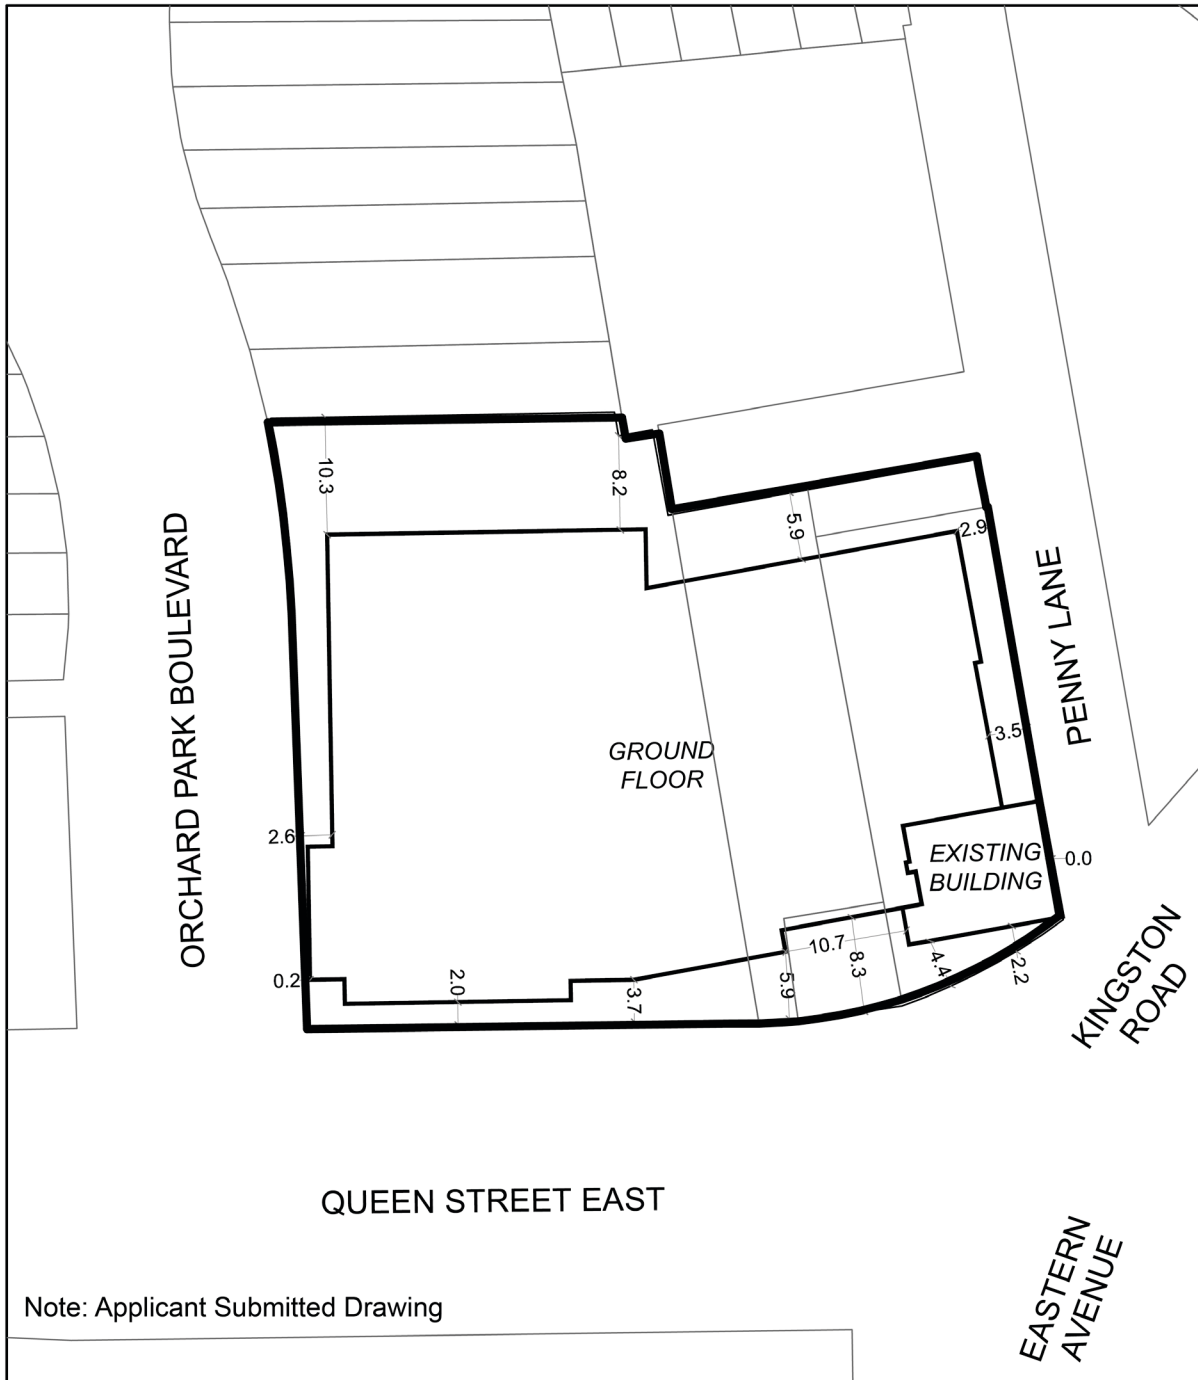 10.3
8.2
5.9
2.9
ORCHARD PARK BOULEVARD
PENNY LANE
3.5
GROUND
FLOOR
2.6
EXISTING
BUILDING
0.0
0.2
2.0
3.7
5.9
10.7
8.3
4.4
2.2
KINGSTON
ROAD
QUEEN STREET EAST
EASTERN
AVENUE
Note: Applicant Submitted Drawing